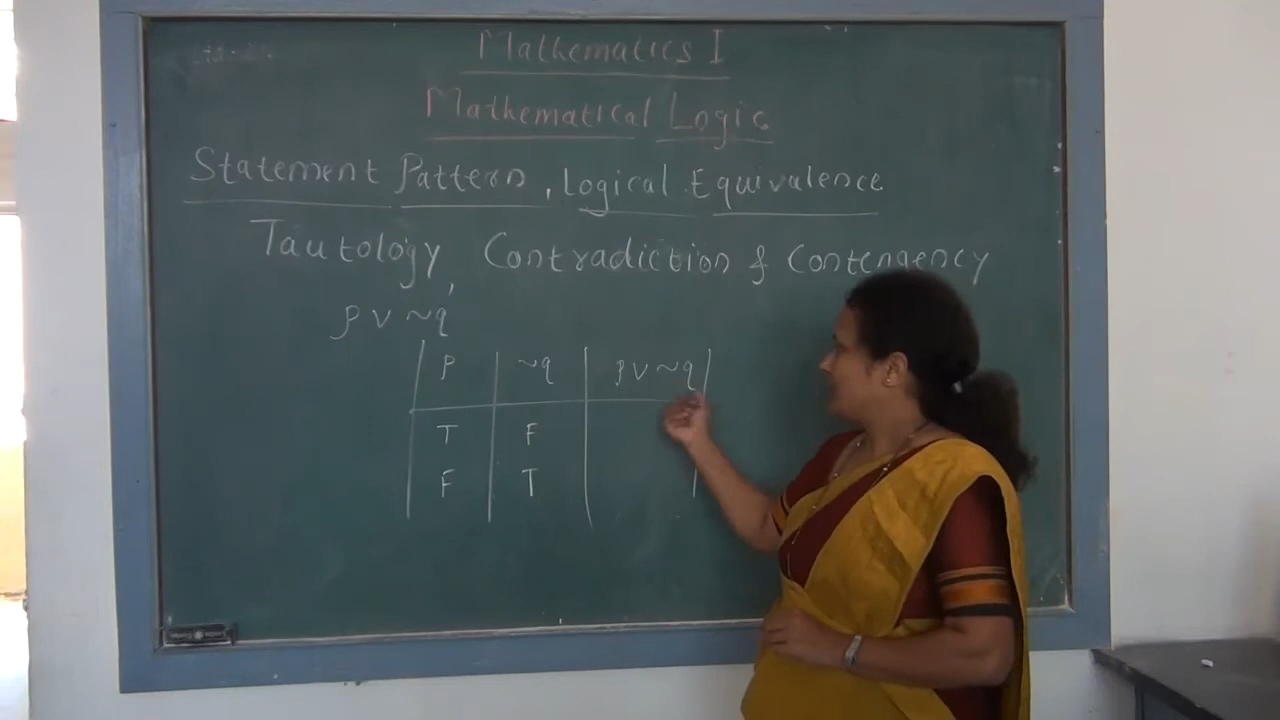 Mathematics I
Mathematical Logic
Statement Pattern, Logical Equivalence
Tautology, Contradiction & Contengency
p ∨ ~q
p ~q p ∨ ~q
T F
F T